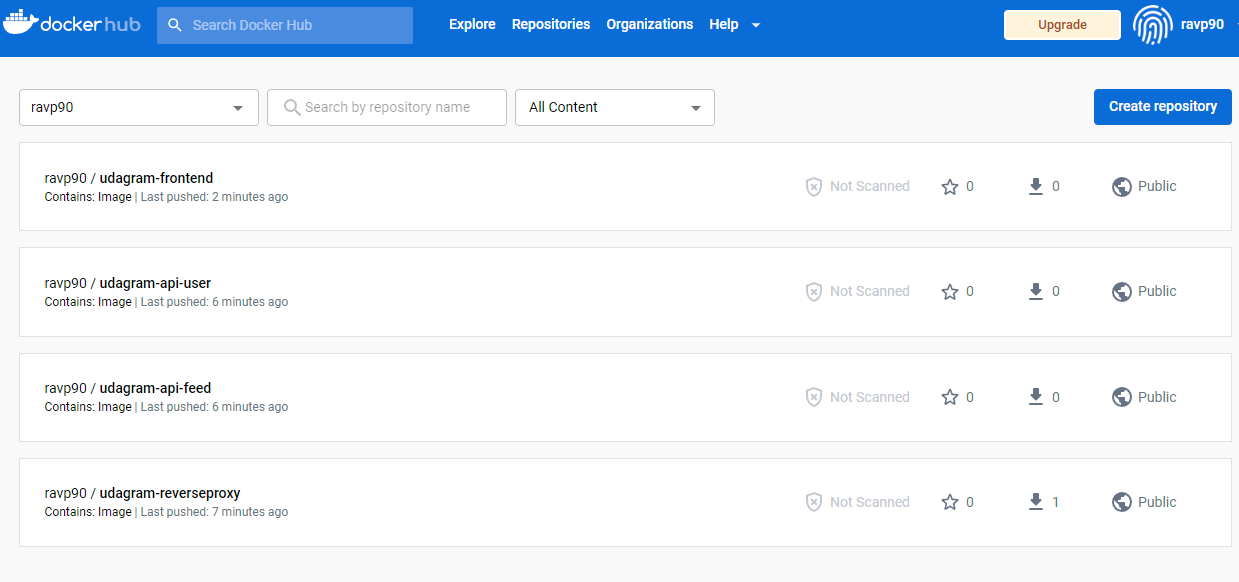 docker hub Search Docker Hub Explore Repositories Organizations Help Upgrade ravp90
ravp90 Search by repository name All Content Create repository
ravp90 / udagram-frontend
Contains: Image | Last pushed: 2 minutes ago
Not Scanned 0 0 Public
ravp90 / udagram-api-user
Contains: Image | Last pushed: 6 minutes ago
Not Scanned 0 0 Public
ravp90 / udagram-api-feed
Contains: Image | Last pushed: 6 minutes ago
Not Scanned 0 0 Public
ravp90 / udagram-reverseproxy
Contains: Image | Last pushed: 7 minutes ago
Not Scanned 0 1 Public